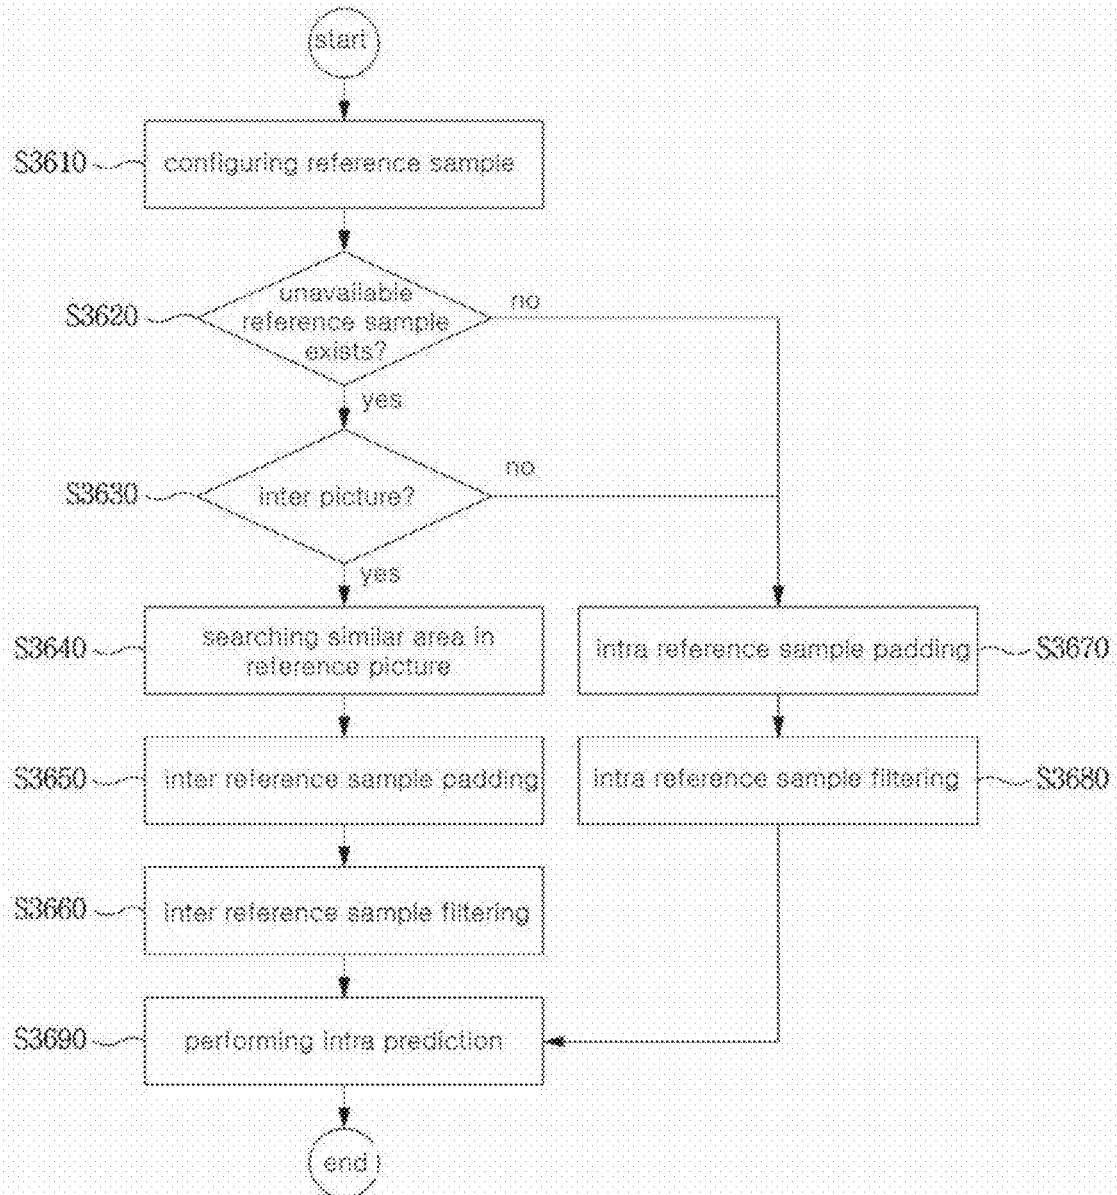 start
S3610
configuring reference sample
S3620
unavailable
reference sample
exists?
no
yes
S3630
inter picture?
no
yes
S3640
searching similar area in
reference picture
intra reference sample padding
S3670
S3650
inter reference sample padding
intra reference sample filtering
S3680
S3660
inter reference sample filtering
S3690
performing intra prediction
end